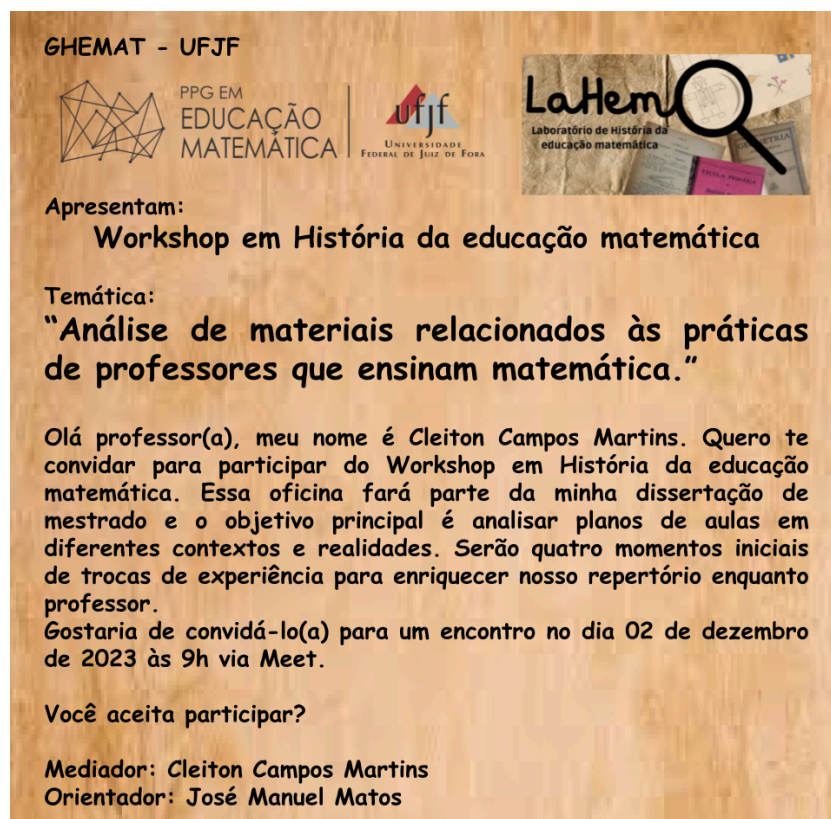 GHEMAT - UFJF
PPG EM
EDUCAÇÃO
MATEMÁTICA
ufjf
UNIVERSIDADE
FEDERAL DE JUIZ DE FORA
LaHem
Laboratório de História da
educação matemática
GEOMETRIA
ESCOLA PRIMÁRIA
Apresentam:
Workshop em História da educação matemática
Temática:
“Análise de materiais relacionados às práticas
de professores que ensinam matemática.”
Olá professor(a), meu nome é Cleiton Campos Martins. Quero te
convidar para participar do Workshop em História da educação
matemática. Essa oficina fará parte da minha dissertação de
mestrado e o objetivo principal é analisar planos de aulas em
diferentes contextos e realidades. Serão quatro momentos iniciais
de trocas de experiência para enriquecer nosso repertório enquanto
professor.
Gostaria de convidá-lo(a) para um encontro no dia 02 de dezembro
de 2023 às 9h via Meet.
Você aceita participar?
Mediador: Cleiton Campos Martins
Orientador: José Manuel Matos